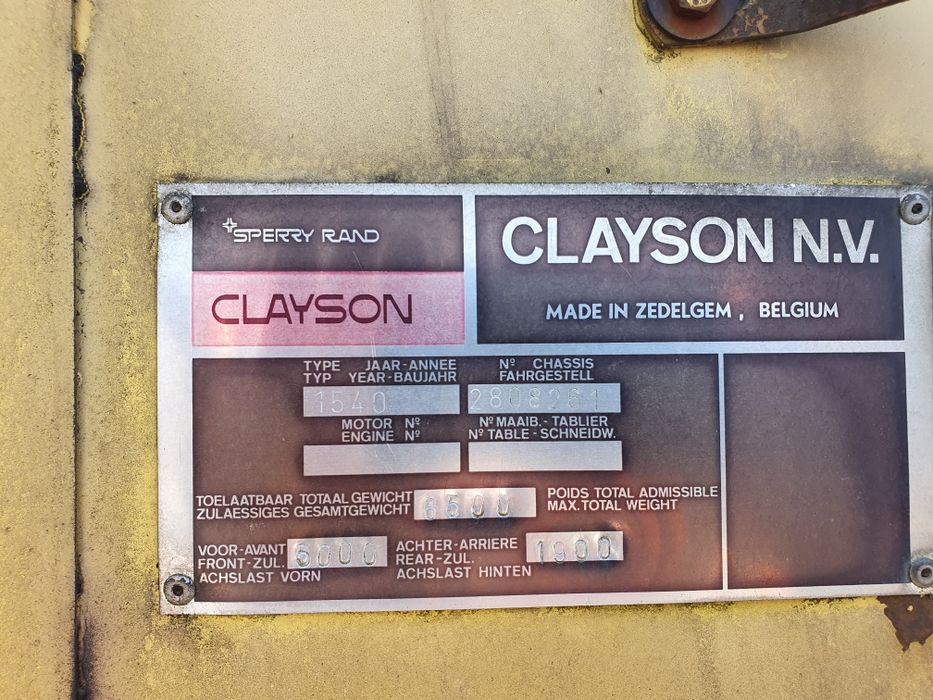 SPERRY RAND
CLAYSON
CLAYSON N.V.
MADE IN ZEDELGEM , BELGIUM
TYPE JAAR-ANNEE
TYP YEAR-BAUJAHR
1540
Nº CHASSIS
FAHRGESTELL
2808261
MOTOR Nº
ENGINE Nº
Nº MAAIB.-TABLIER
Nº TABLE-SCHNEIDW.
TOELAATBAAR TOTAAL GEWICHT
ZULAESSIGES GESAMTGEWICHT
6500
POIDS TOTAL ADMISSIBLE
MAX. TOTAL WEIGHT
VOOR-AVANT
FRONT-ZUL.
ACHSLAST VORN
5000
ACHTER-ARRIERE
REAR-ZUL.
ACHSLAST HINTEN
1900